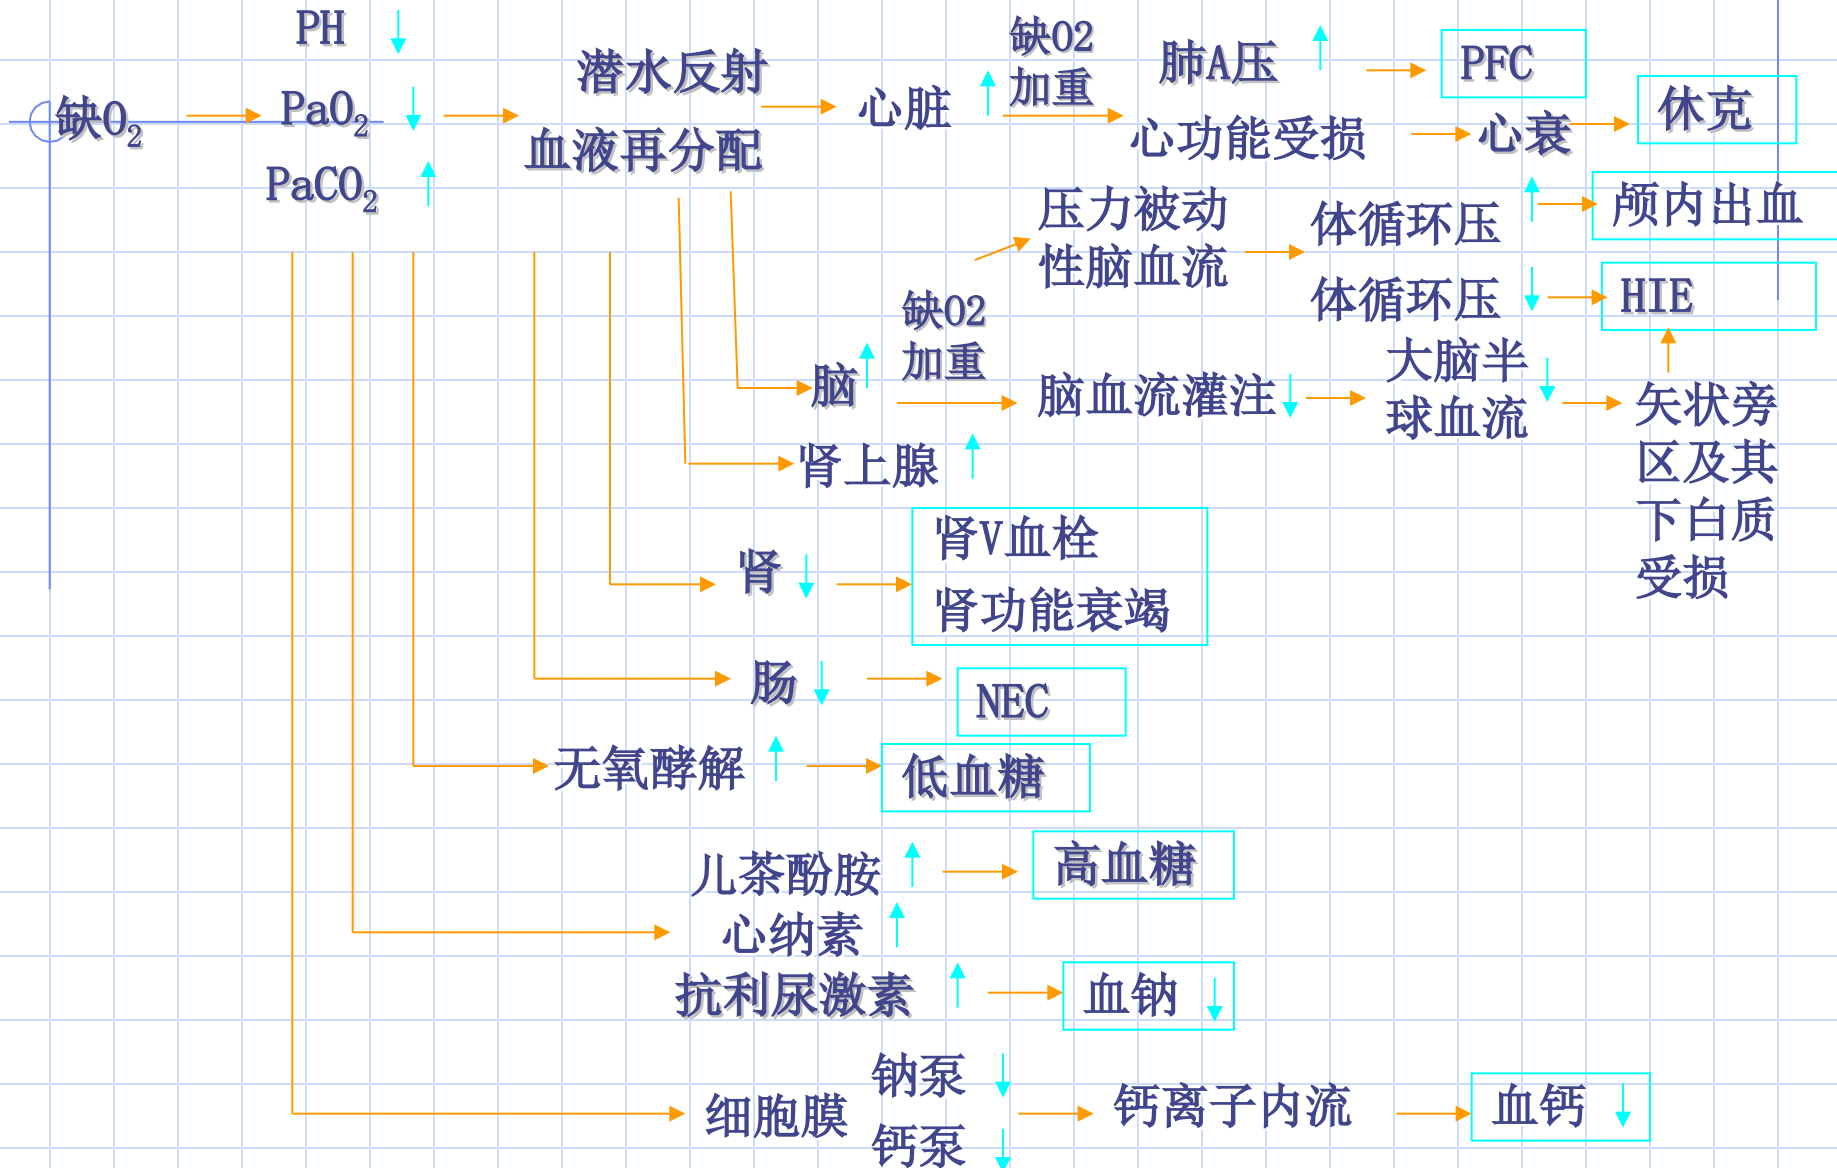 PH
缺O2
PaO2
PaCO2
潜水反射
血液再分配
心脏
缺O2
加重
肺A压
PFC
心功能受损
心衰
休克
压力被动
性脑血流
体循环压
颅内出血
体循环压
HIE
脑
缺O2
加重
脑血流灌注
大脑半
球血流
矢状旁
区及其
下白质
受损
肾上腺
肾
肾V血栓
肾功能衰竭
肠
NEC
无氧酵解
低血糖
儿茶酚胺
高血糖
心纳素
抗利尿激素
血钠
细胞膜
钠泵
钙泵
钙离子内流
血钙